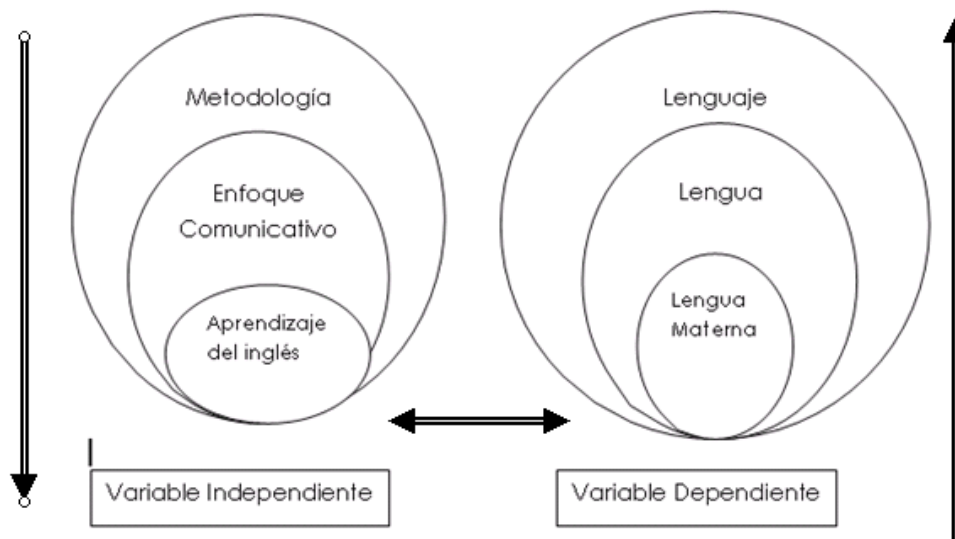 Metodología
Enfoque
Comunicativo
Aprendizaje
del inglés
Variable Independiente
Lenguaje
Lengua
Lengua
Materna
Variable Dependiente